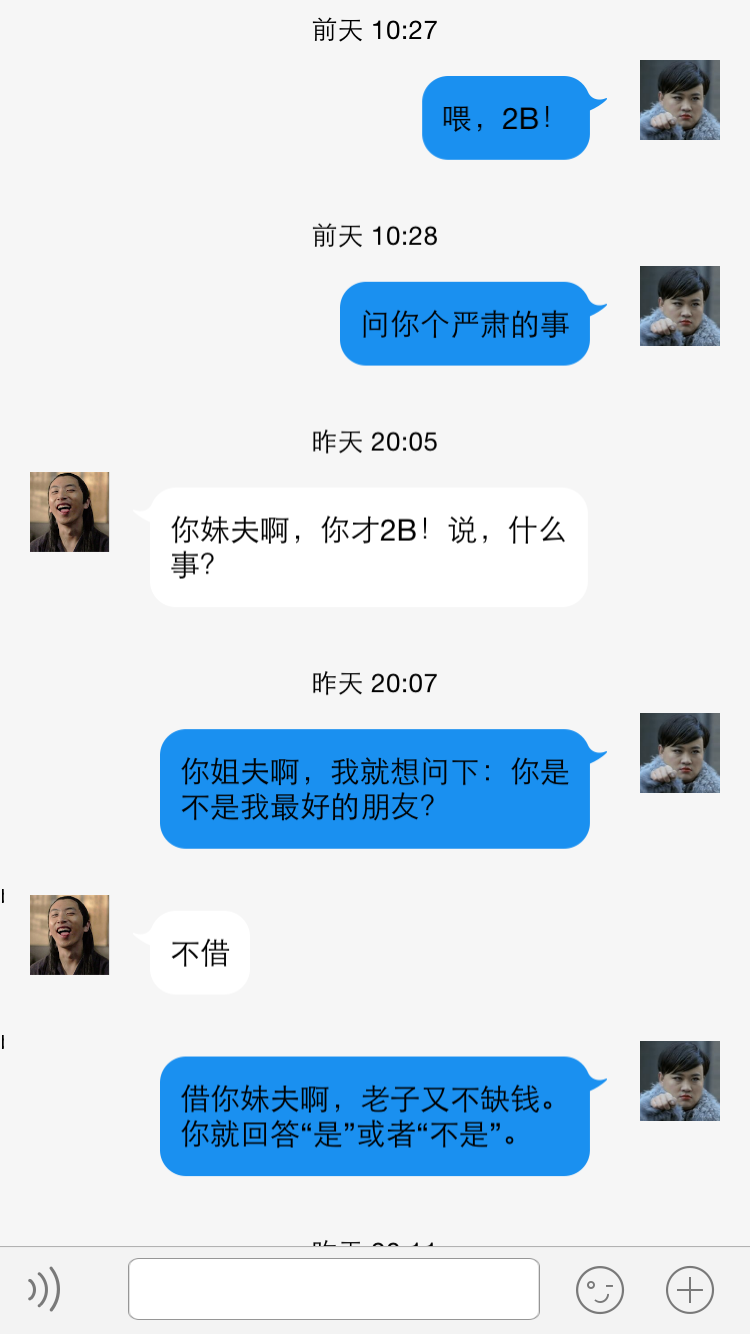 前天 10:27
喂，2B！
前天 10:28
问你个严肃的事
昨天 20:05
你妹夫啊，你才2B！说，什么
事？
昨天 20:07
你姐夫啊，我就想问下：你是
不是我最好的朋友？
不借
借你妹夫啊，老子又不缺钱。
你就回答“是”或者“不是”。